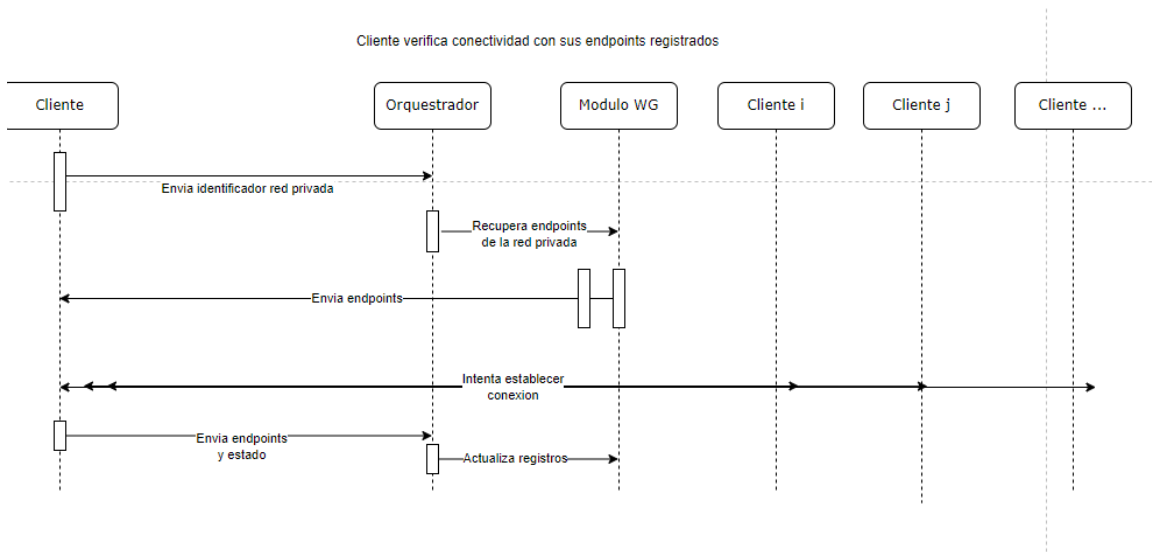 Cliente verifica conectividad con sus endpoints registrados
Cliente
Orquestrador
Modulo WG
Cliente i
Cliente j
Cliente ...
Envia identificador red privada
Recupera endpoints
de la red privada
Envia endpoints
Intenta establecer
conexion
Envia endpoints
y estado
Actualiza registros